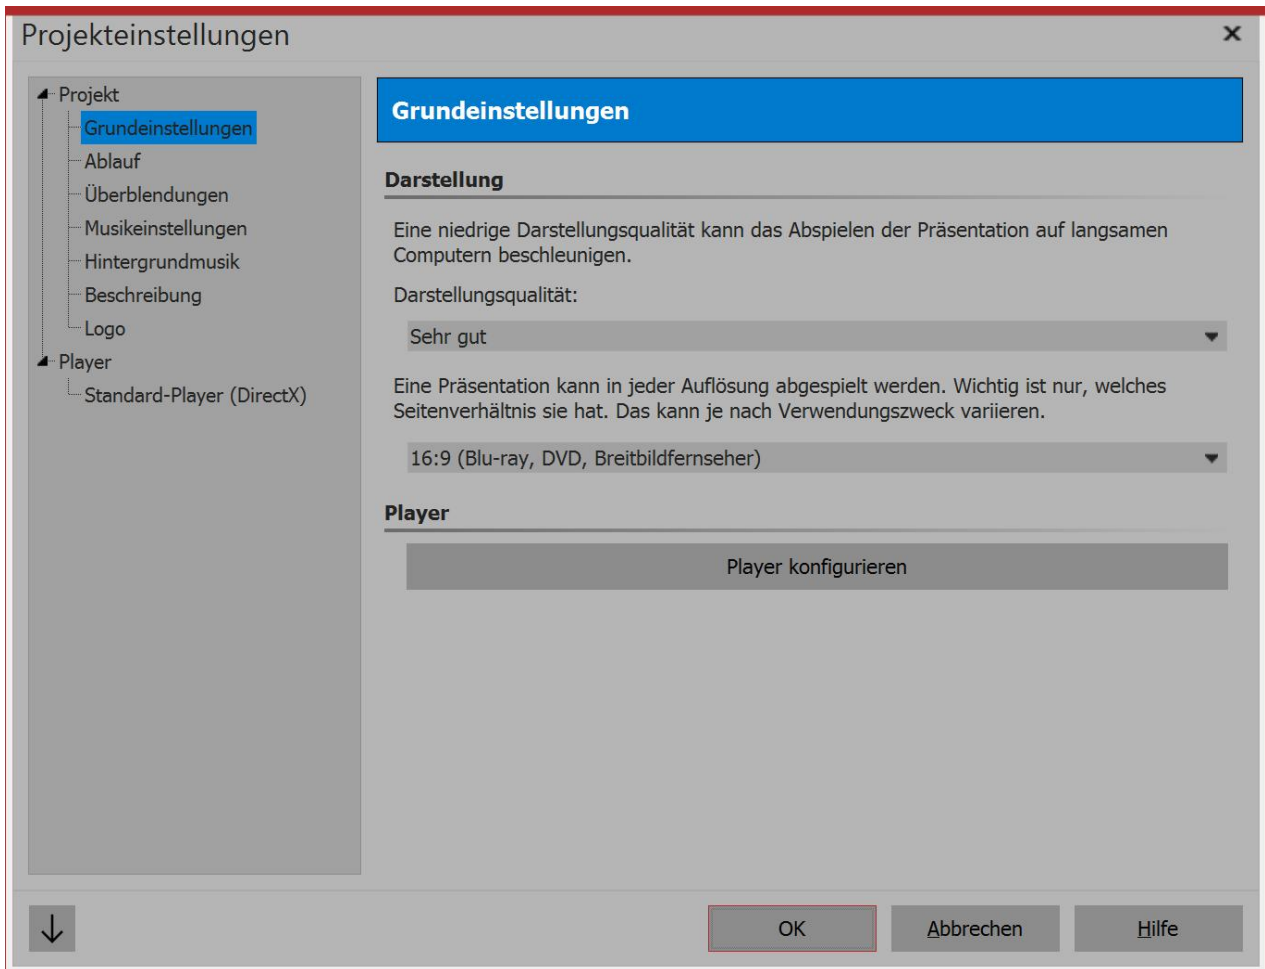 Projekteinstellungen
Projekt
Grundeinstellungen
Ablauf
Überblendungen
Musikeinstellungen
Hintergrundmusik
Beschreibung
Logo
Player
Standard-Player (DirectX)
Grundeinstellungen
Darstellung
Eine niedrige Darstellungsqualität kann das Abspielen der Präsentation auf langsamen
Computern beschleunigen.
Darstellungsqualität:
Sehr gut
Eine Präsentation kann in jeder Auflösung abgespielt werden. Wichtig ist nur, welches
Seitenverhältnis sie hat. Das kann je nach Verwendungszweck variieren.
16:9 (Blu-ray, DVD, Breitbildfernseher)
Player
Player konfigurieren
OK
Abbrechen
Hilfe